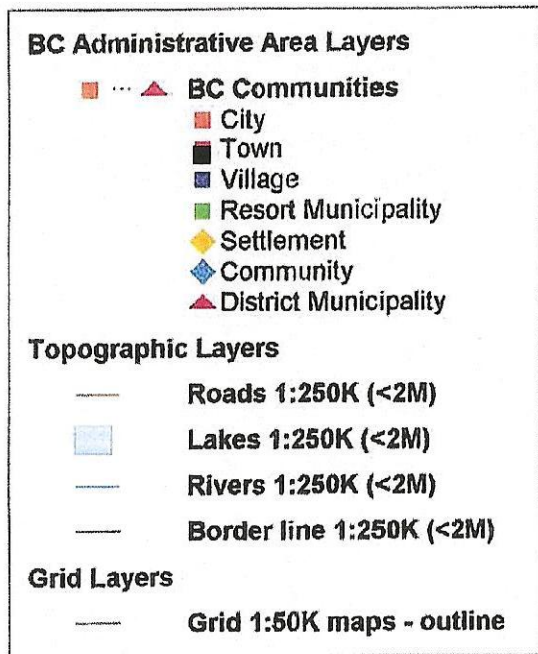 BC Administrative Area Layers
BC Communities
City
Town
Village
Resort Municipality
Settlement
Community
District Municipality
Topographic Layers
Roads 1:250K (<2M)
Lakes 1:250K (<2M)
Rivers 1:250K (<2M)
Border line 1:250K (<2M)
Grid Layers
Grid 1:50K maps - outline